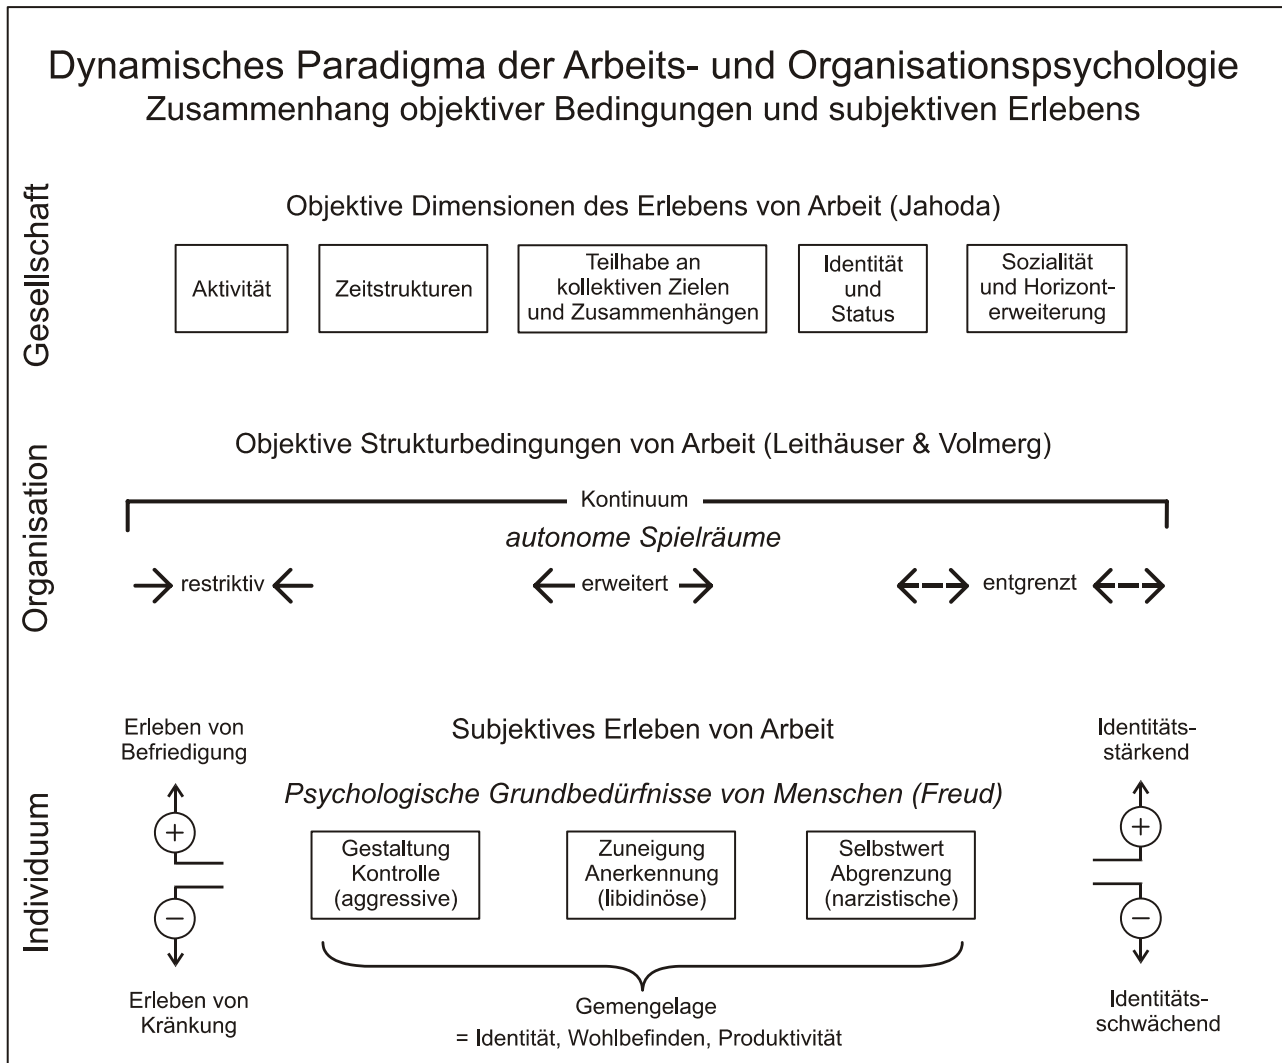 Dynamisches Paradigma der Arbeits- und Organisationspsychologie
Zusammenhang objektiver Bedingungen und subjektiven Erlebens
Gesellschaft
Objektive Dimensionen des Erlebens von Arbeit (Jahoda)
Aktivität
Zeitstrukturen
Teilhabe an
kollektiven Zielen
und Zusammenhängen
Identität
und
Status
Sozialität
und Horizont-
erweiterung
Organisation
Objektive Strukturbedingungen von Arbeit (Leithäuser & Volmerg)
Kontinuum
autonome Spielräume
restriktiv
erweitert
entgrenzt
Individuum
Erleben von
Befriedigung
+
−
Erleben von
Kränkung
Subjektives Erleben von Arbeit
Psychologische Grundbedürfnisse von Menschen (Freud)
Gestaltung
Kontrolle
(aggressive)
Zuneigung
Anerkennung
(libidinöse)
Selbstwert
Abgrenzung
(narzistische)
Gemengelage
= Identität, Wohlbefinden, Produktivität
Identitäts-
stärkend
+
−
Identitäts-
schwächend